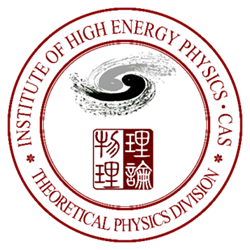 INSTITUTE OF HIGH ENERGY PHYSICS · CAS
理論
物理
* THEORETICAL PHYSICS DIVISION *